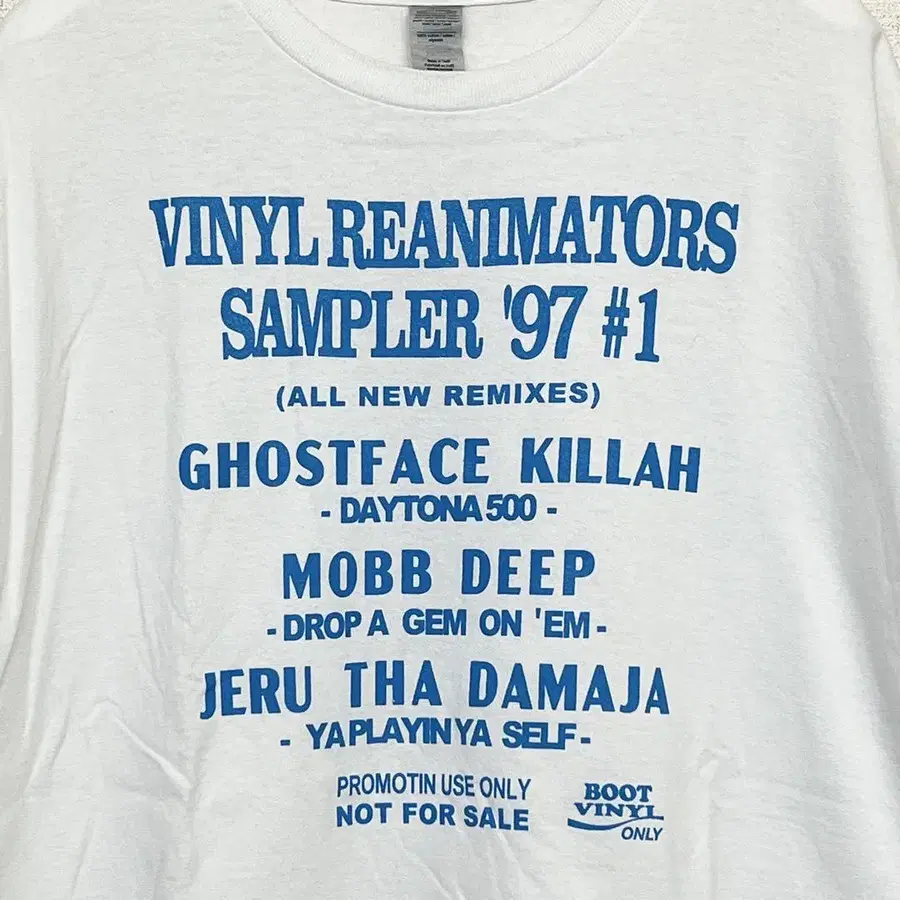 VINYL REANIMATORS
SAMPLER '97 #1
(ALL NEW REMIXES)
GHOSTFACE KILLAH
- DAYTONA 500 -
MOBB DEEP
- DROP A GEM ON 'EM -
JERU THA DAMAJA
- YA PLAYIN YA SELF -
PROMOTIN USE ONLY
NOT FOR SALE
BOOT
VINYL
ONLY